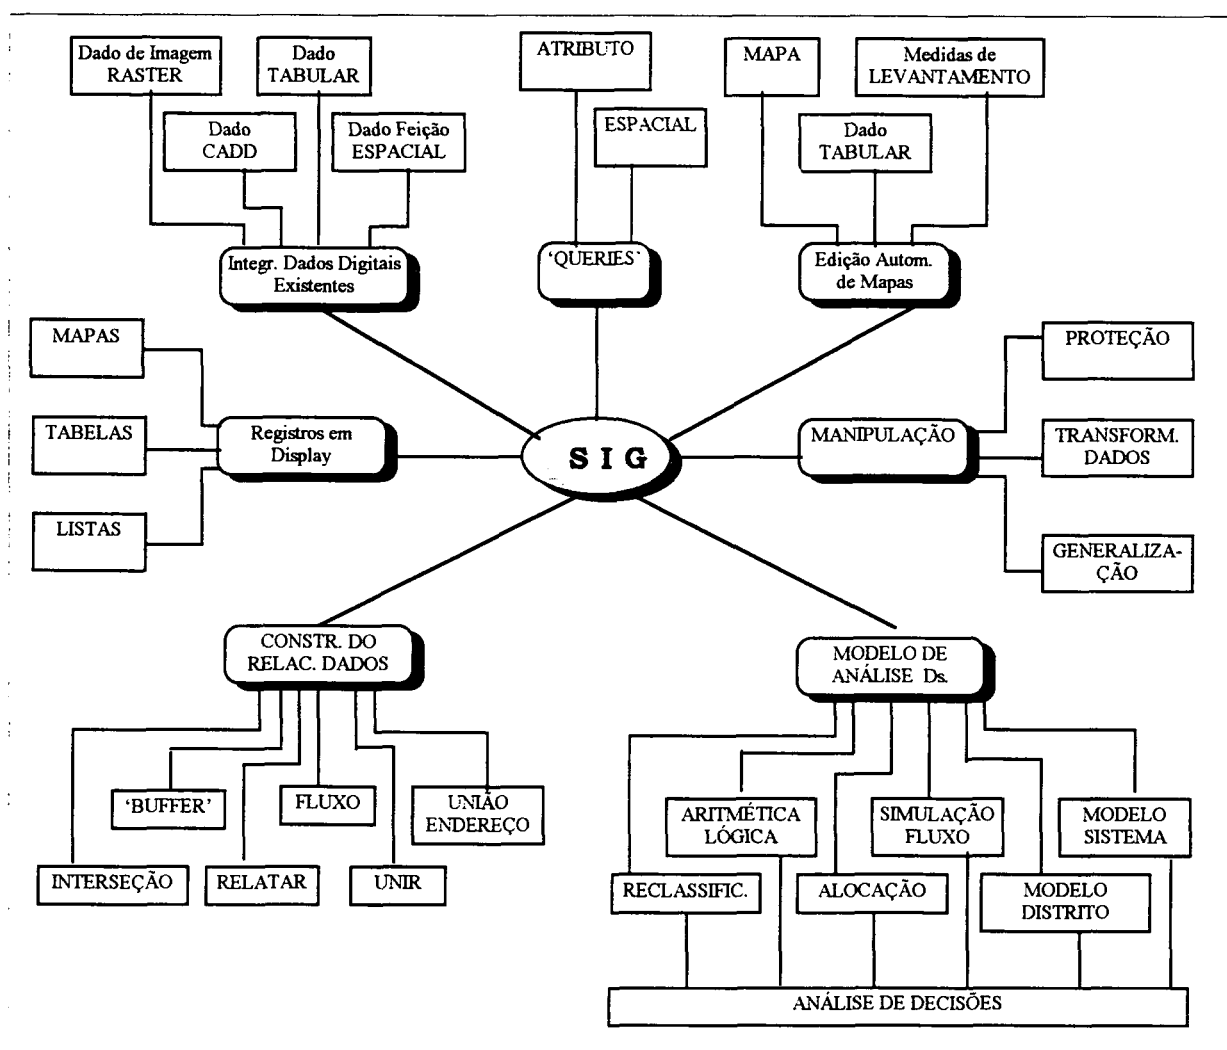 Dado de Imagem
RASTER
Dado
TABULAR
Dado
CADD
Dado Feição
ESPACIAL
Integr. Dados Digitais
Existentes
ATRIBUTO
ESPACIAL
'QUERIES'
MAPA
Medidas de
LEVANTAMENTO
Dado
TABULAR
Edição Autom.
de Mapas
MAPAS
TABELAS
LISTAS
Registros em
Display
S I G
MANIPULAÇÃO
PROTEÇÃO
TRANSFORM.
DADOS
GENERALIZA-
ÇÃO
CONSTR. DO
RELAC. DADOS
'BUFFER'
FLUXO
UNIÃO
ENDEREÇO
INTERSEÇÃO
RELATAR
UNIR
MODELO DE
ANÁLISE Ds.
ARITMÉTICA
LÓGICA
SIMULAÇÃO
FLUXO
MODELO
SISTEMA
RECLASSIFIC.
ALOCAÇÃO
MODELO
DISTRITO
ANÁLISE DE DECISÕES